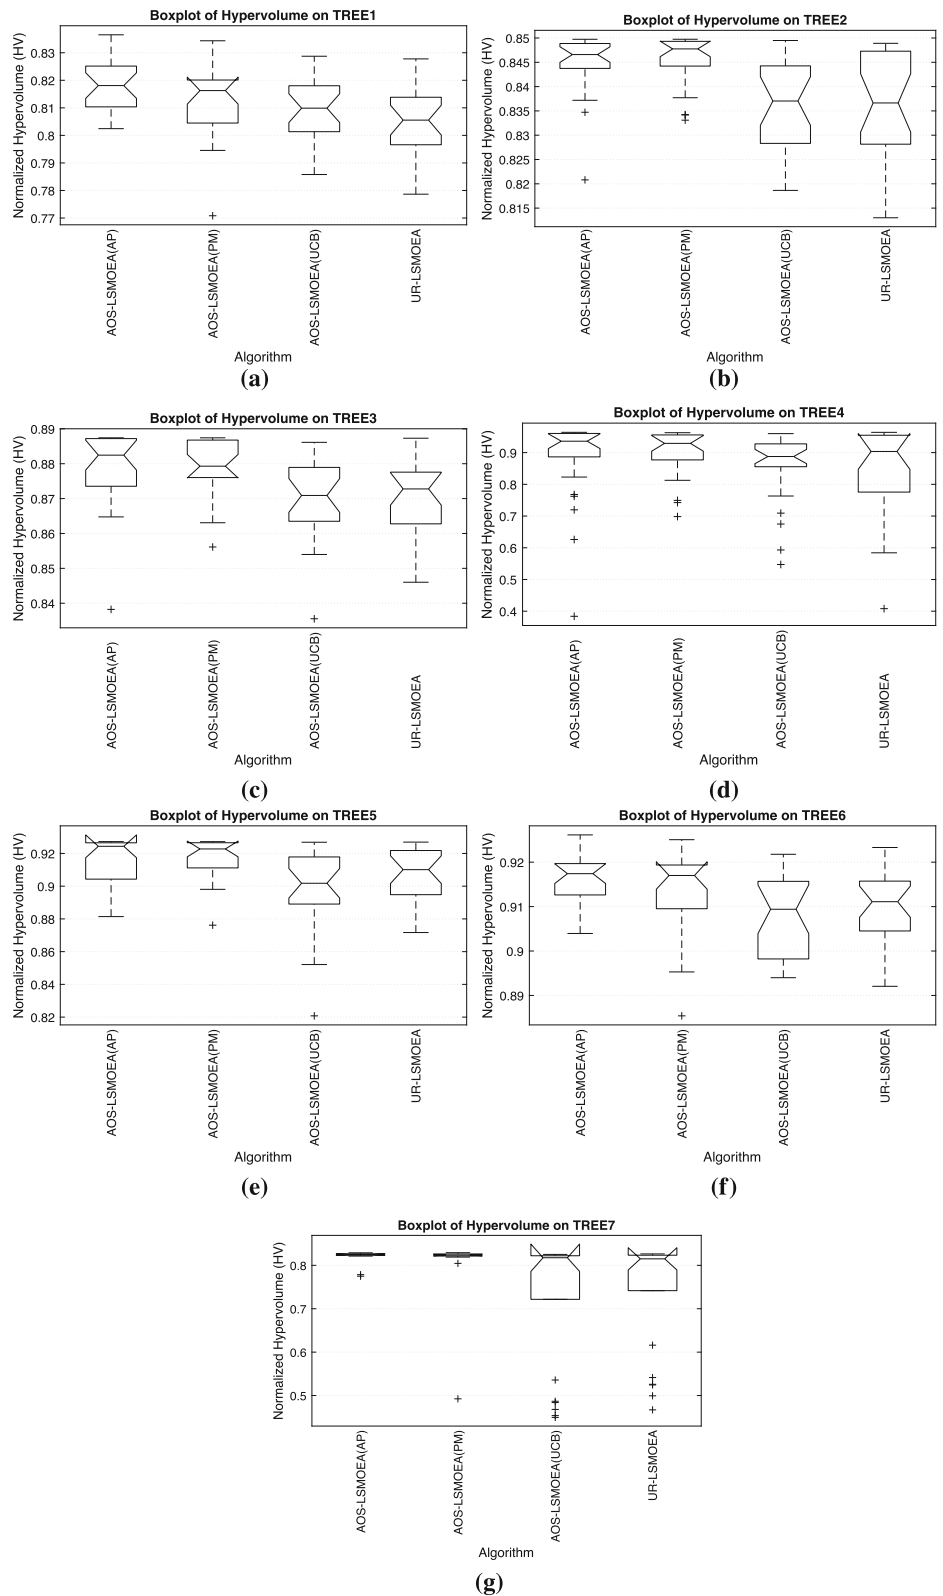 Boxplot of Hypervolume on TREE1
Normalized Hypervolume (HV)
0.83
0.82
0.81
0.8
0.79
0.78
0.77
AOS-LSMOEA(AP)
AOS-LSMOEA(PM)
AOS-LSMOEA(UCB)
UR-LSMOEA
Algorithm
(a)
Boxplot of Hypervolume on TREE2
Normalized Hypervolume (HV)
0.85
0.845
0.84
0.835
0.83
0.825
0.82
0.815
AOS-LSMOEA(AP)
AOS-LSMOEA(PM)
AOS-LSMOEA(UCB)
UR-LSMOEA
Algorithm
(b)
Boxplot of Hypervolume on TREE3
Normalized Hypervolume (HV)
0.89
0.88
0.87
0.86
0.85
0.84
AOS-LSMOEA(AP)
AOS-LSMOEA(PM)
AOS-LSMOEA(UCB)
UR-LSMOEA
Algorithm
(c)
Boxplot of Hypervolume on TREE4
Normalized Hypervolume (HV)
0.9
0.8
0.7
0.6
0.5
0.4
AOS-LSMOEA(AP)
AOS-LSMOEA(PM)
AOS-LSMOEA(UCB)
UR-LSMOEA
Algorithm
(d)
Boxplot of Hypervolume on TREE5
Normalized Hypervolume (HV)
0.92
0.9
0.88
0.86
0.84
0.82
AOS-LSMOEA(AP)
AOS-LSMOEA(PM)
AOS-LSMOEA(UCB)
UR-LSMOEA
Algorithm
(e)
Boxplot of Hypervolume on TREE6
Normalized Hypervolume (HV)
0.92
0.91
0.9
0.89
AOS-LSMOEA(AP)
AOS-LSMOEA(PM)
AOS-LSMOEA(UCB)
UR-LSMOEA
Algorithm
(f)
Boxplot of Hypervolume on TREE7
Normalized Hypervolume (HV)
0.8
0.7
0.6
0.5
AOS-LSMOEA(AP)
AOS-LSMOEA(PM)
AOS-LSMOEA(UCB)
UR-LSMOEA
Algorithm
(g)